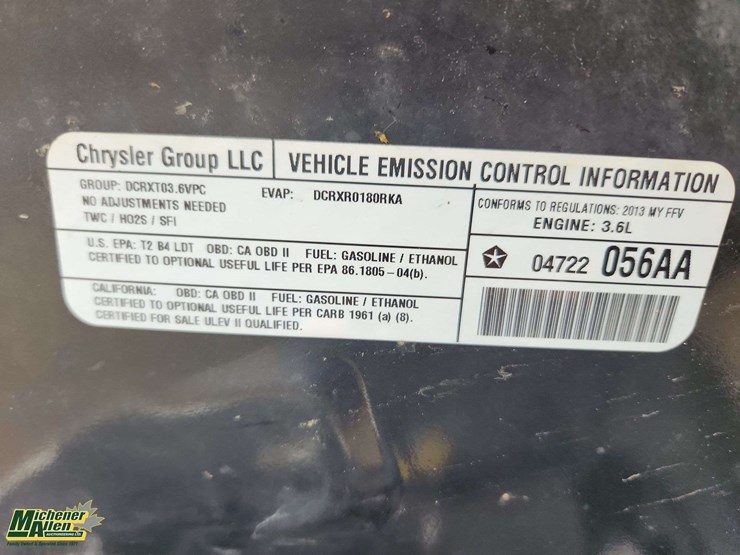 Chrysler Group LLC
VEHICLE EMISSION CONTROL INFORMATION
GROUP: DCRXT03.6VPC
EVAP: DCRXR0180RKA
NO ADJUSTMENTS NEEDED
TWC / HO2S / SFI
CONFORMS TO REGULATIONS: 2013 MY FFV
ENGINE: 3.6L
U.S. EPA: T2 B4 LDT OBD: CA OBD II FUEL: GASOLINE / ETHANOL
CERTIFIED TO OPTIONAL USEFUL LIFE PER EPA 86.1805-04(b).
04722 056AA
CALIFORNIA: OBD: CA OBD II FUEL: GASOLINE / ETHANOL
CERTIFIED TO OPTIONAL USEFUL LIFE PER CARB 1961 (a) (8).
CERTIFIED FOR SALE ULEV II QUALIFIED.
Michener
Allen
AUCTIONEERING LTD.